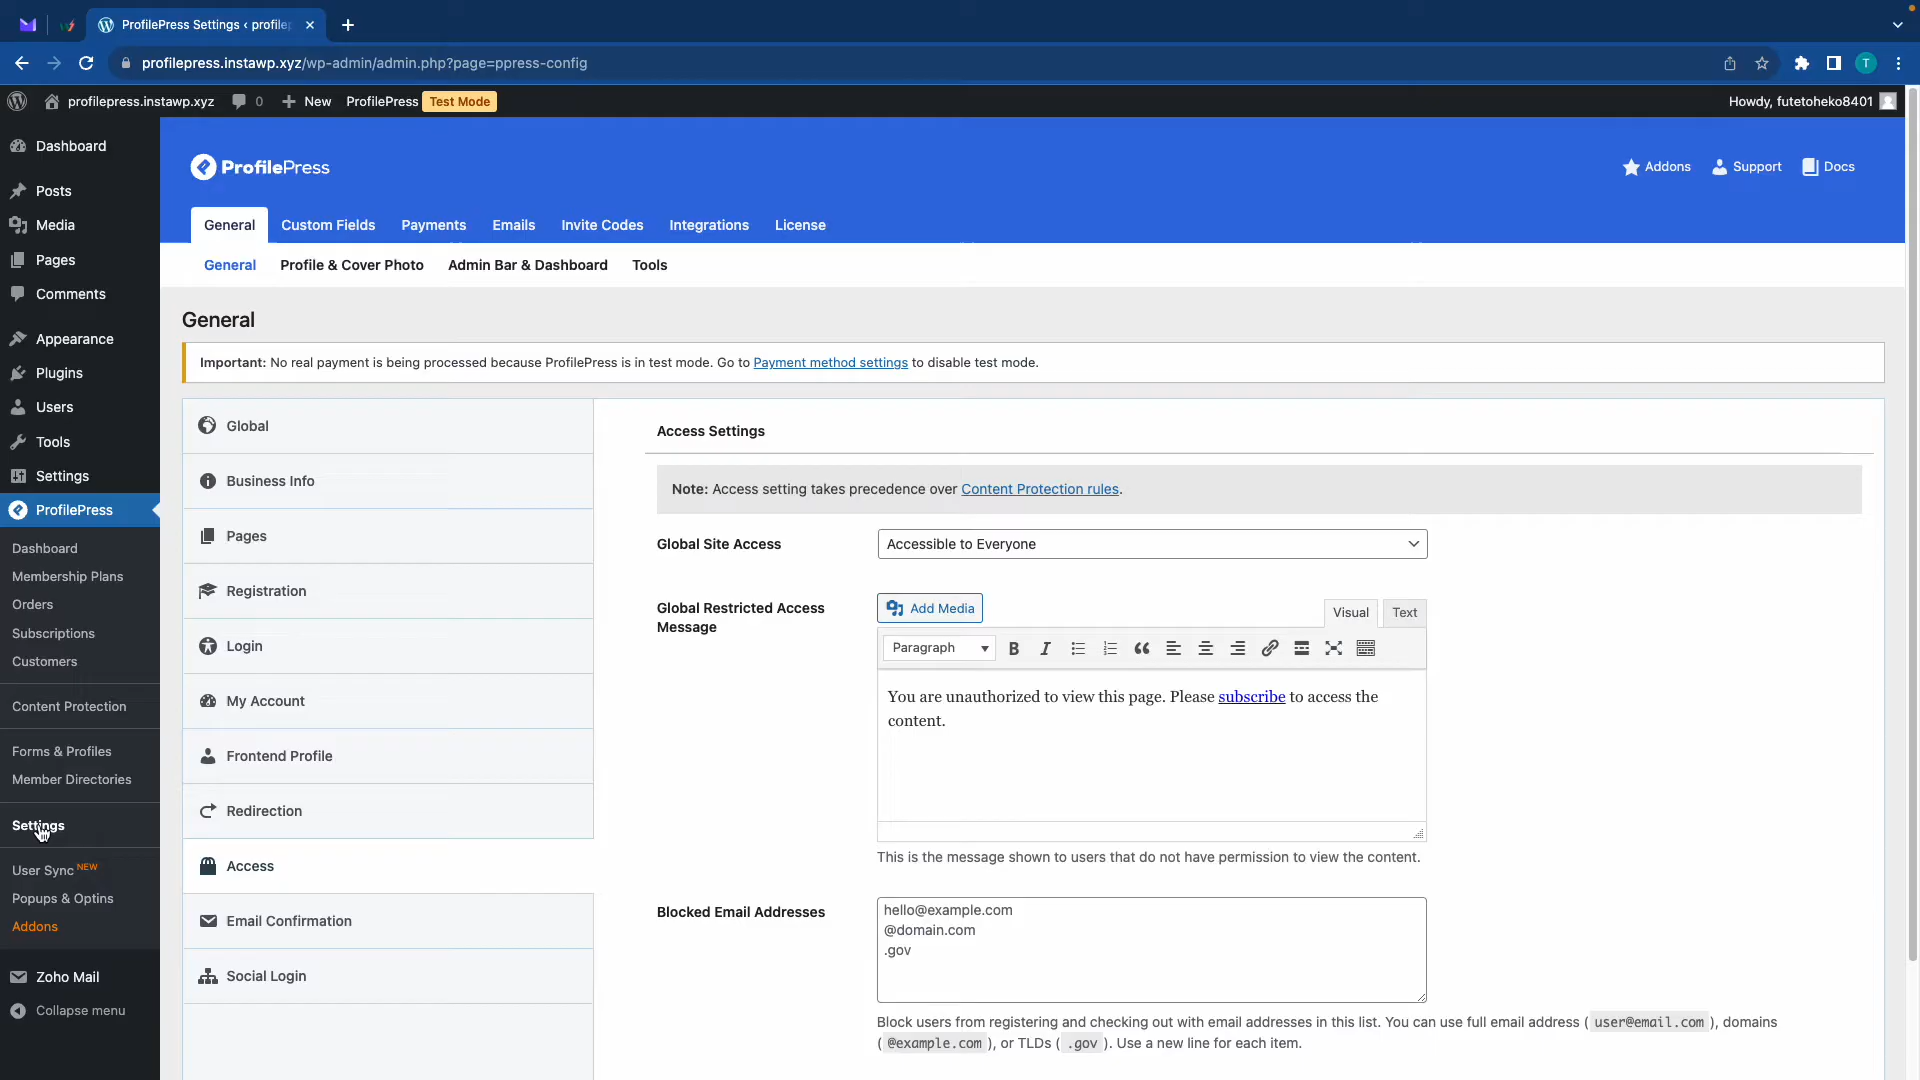 ProfilePress Settings ‹ profile
profilepress.instawp.xyz/wp-admin/admin.php?page=ppress-config
T
profilepress.instawp.xyz
0
New
ProfilePress
Test Mode
Howdy, futetoheko8401
Dashboard
Posts
Media
Pages
Comments
Appearance
Plugins
Users
Tools
Settings
ProfilePress
Dashboard
Membership Plans
Orders
Subscriptions
Customers
Content Protection
Forms & Profiles
Member Directories
Settings
User Sync NEW
Popups & Optins
Addons
Zoho Mail
Collapse menu
ProfilePress
Addons
Support
Docs
General
Custom Fields
Payments
Emails
Invite Codes
Integrations
License
General
Profile & Cover Photo
Admin Bar & Dashboard
Tools
General
Important: No real payment is being processed because ProfilePress is in test mode. Go to Payment method settings to disable test mode.
Global
Business Info
Pages
Registration
Login
My Account
Frontend Profile
Redirection
Access
Email Confirmation
Social Login
Access Settings
Note: Access setting takes precedence over Content Protection rules.
Global Site Access
Accessible to Everyone
Global Restricted Access
Message
Add Media
Visual
Text
Paragraph
B
I
You are unauthorized to view this page. Please subscribe to access the
content.
This is the message shown to users that do not have permission to view the content.
Blocked Email Addresses
hello@example.com
@domain.com
.gov
Block users from registering and checking out with email addresses in this list. You can use full email address ( user@email.com ), domains
( @example.com ), or TLDs ( .gov ). Use a new line for each item.